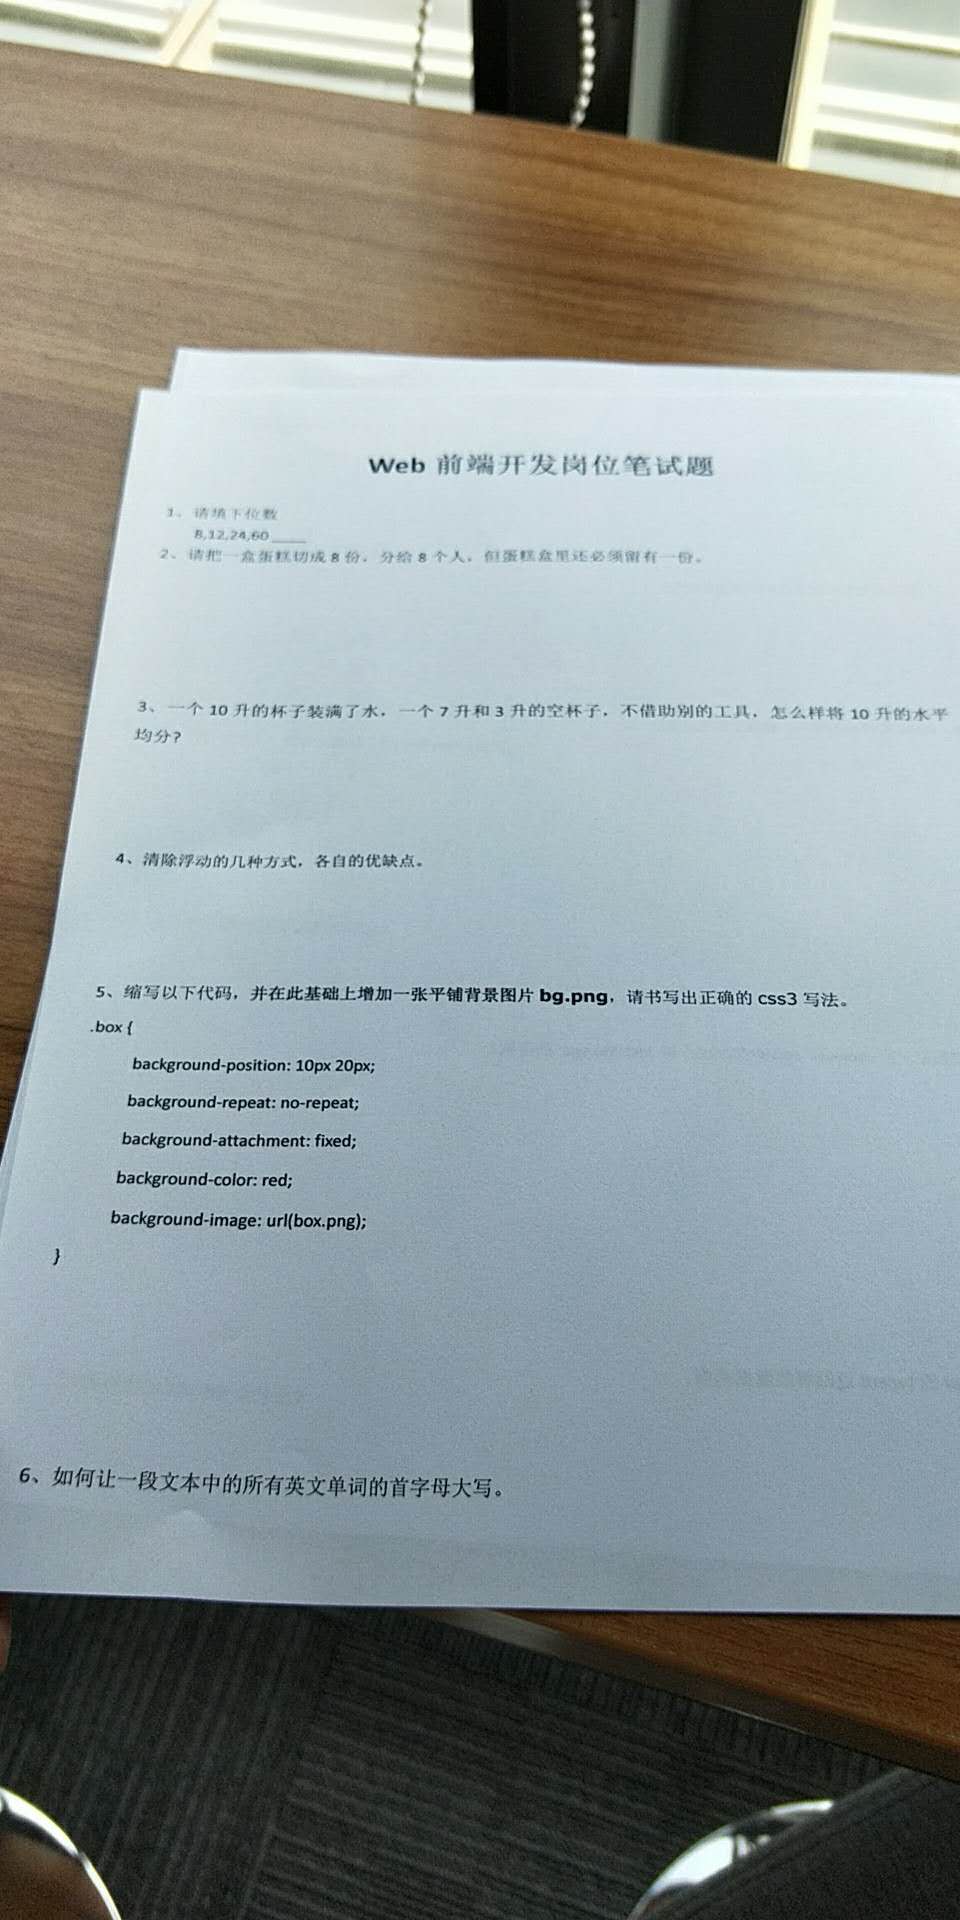 Web 前端开发岗位笔试题
1、请填下位数
8,12,24,60____
2、请把一盒蛋糕切成 8 份，分给 8 个人，但蛋糕盒里还必须留有一份。
3、一个 10 升的杯子装满了水，一个 7 升和 3 升的空杯子，不借助别的工具，怎么样将 10 升的水平
均分？
4、清除浮动的几种方式，各自的优缺点。
5、缩写以下代码，并在此基础上增加一张平铺背景图片 bg.png，请书写出正确的 css3 写法。
.box {
background-position: 10px 20px;
background-repeat: no-repeat;
background-attachment: fixed;
background-color: red;
background-image: url(box.png);
}
6、如何让一段文本中的所有英文单词的首字母大写。